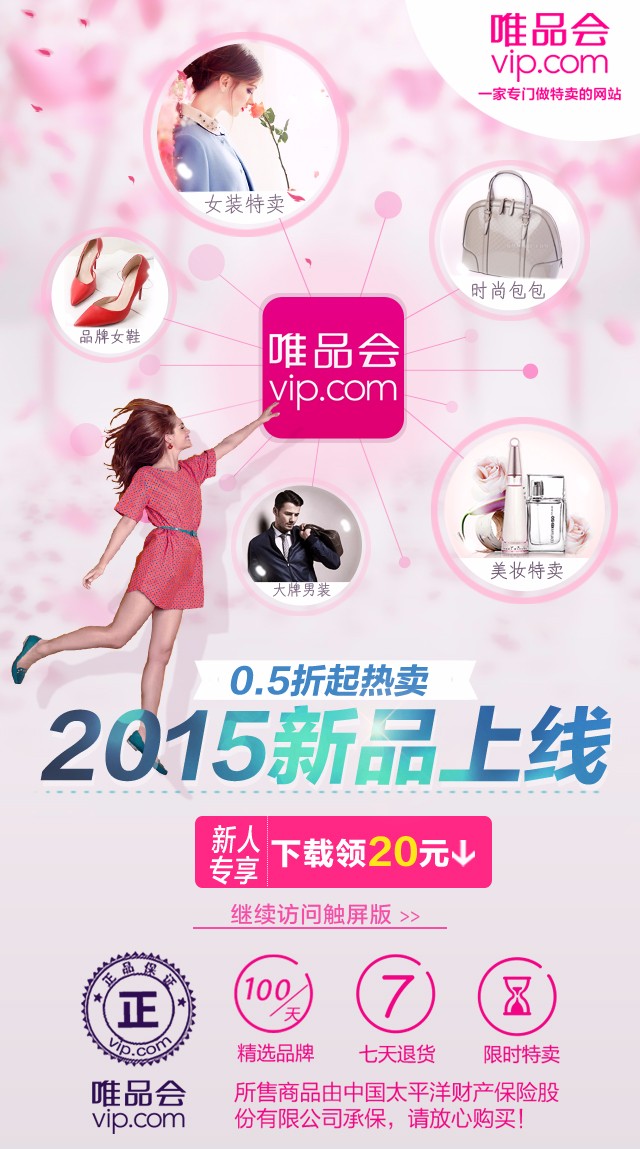 唯品会
vip.com
一家专门做特卖的网站
女装特卖
时尚包包
品牌女鞋
唯品会
vip.com
美妆特卖
大牌男装
0.5折起热卖
2015新品上线
新人
专享
下载领20元
继续访问触屏版 >>
正品保证
正
vip.com
100天
7
精选品牌
七天退货
限时特卖
唯品会
vip.com
所售商品由中国太平洋财产保险股
份有限公司承保，请放心购买！